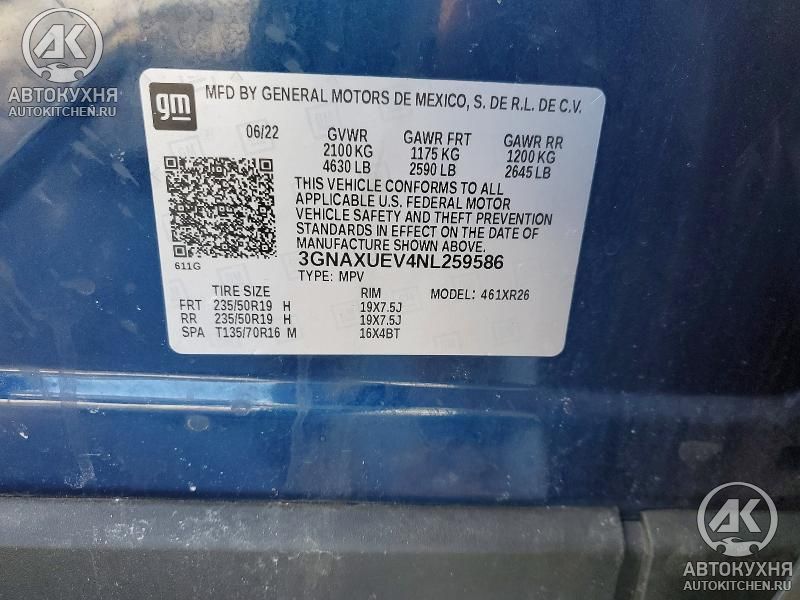 AK
АВТОКУХНЯ
AUTOKITCHEN.RU
gm MFD BY GENERAL MOTORS DE MEXICO, S. DE R.L. DE C.V.
06/22 GVWR GAWR FRT GAWR RR
2100 KG 1175 KG 1200 KG
4630 LB 2590 LB 2645 LB
THIS VEHICLE CONFORMS TO ALL
APPLICABLE U.S. FEDERAL MOTOR
VEHICLE SAFETY AND THEFT PREVENTION
STANDARDS IN EFFECT ON THE DATE
OF MANUFACTURE SHOWN ABOVE.
611G
3GNAXUEV4NL259586
TYPE: MPV
TIRE SIZE RIM MODEL: 461XR26
FRT 235/50R19 H 19X7.5J
RR 235/50R19 H 19X7.5J
SPA T135/70R16 M 16X4BT
AK
АВТОКУХНЯ
AUTOKITCHEN.RU